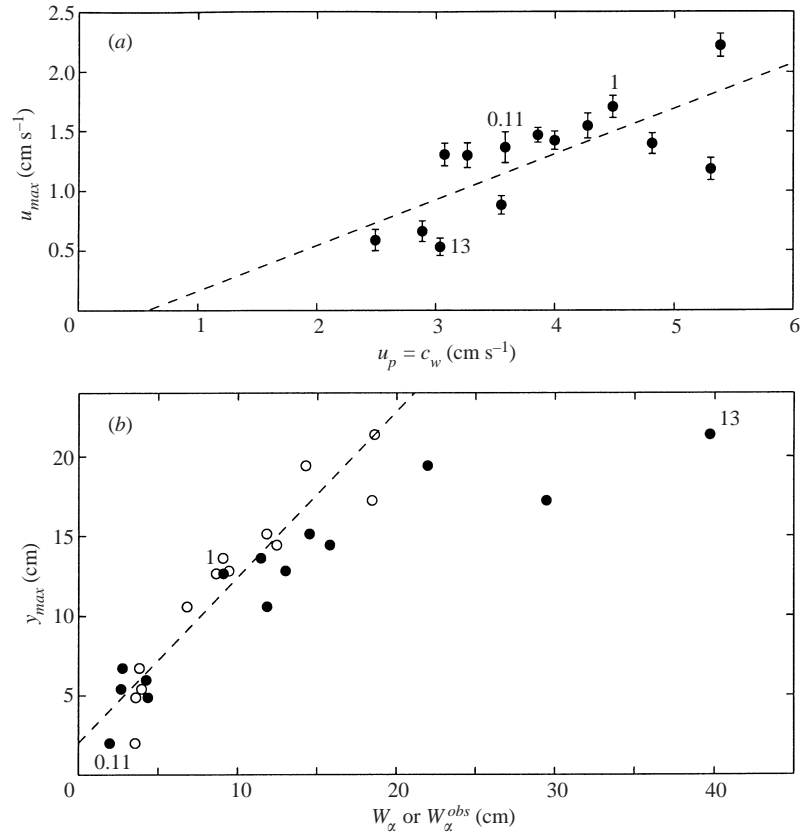 2.5
(a)
2.0
1.5
1.0
0.5
u_max (cm s⁻¹)
1
0.11
13
0 1 2 3 4 5 6
u_p = c_w (cm s⁻¹)
(b)
20
15
10
5
y_max (cm)
13
1
0.11
0 10 20 30 40
W_α or W_α^obs (cm)